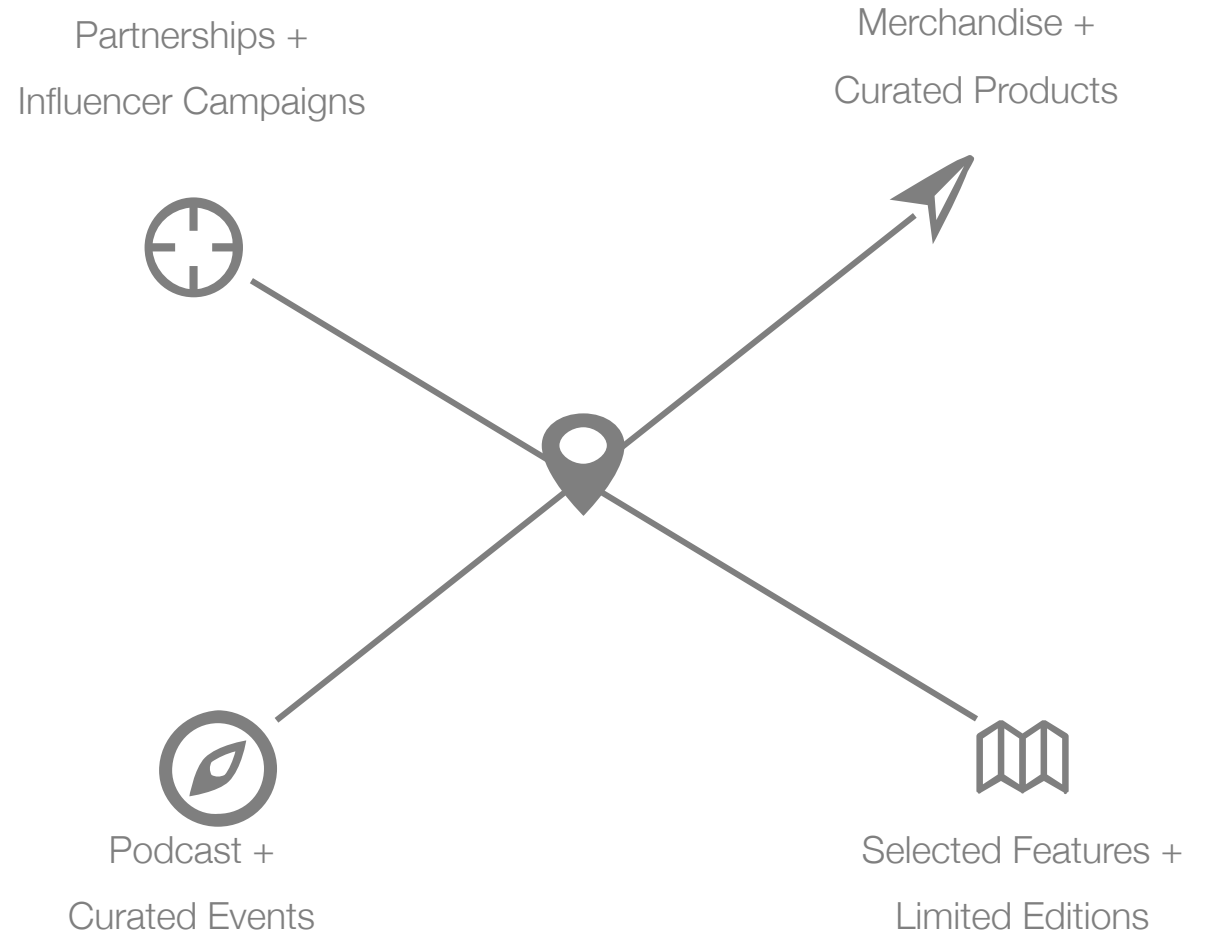 Partnerships +
Influencer Campaigns
Merchandise +
Curated Products
Podcast +
Curated Events
Selected Features +
Limited Editions